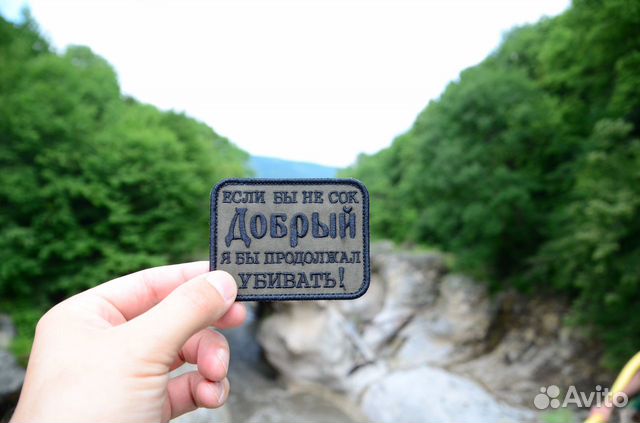 ЕСЛИ БЫ НЕ СОК
ДОБРЫЙ
Я БЫ ПРОДОЛЖАЛ
УБИВАТЬ!
Avito